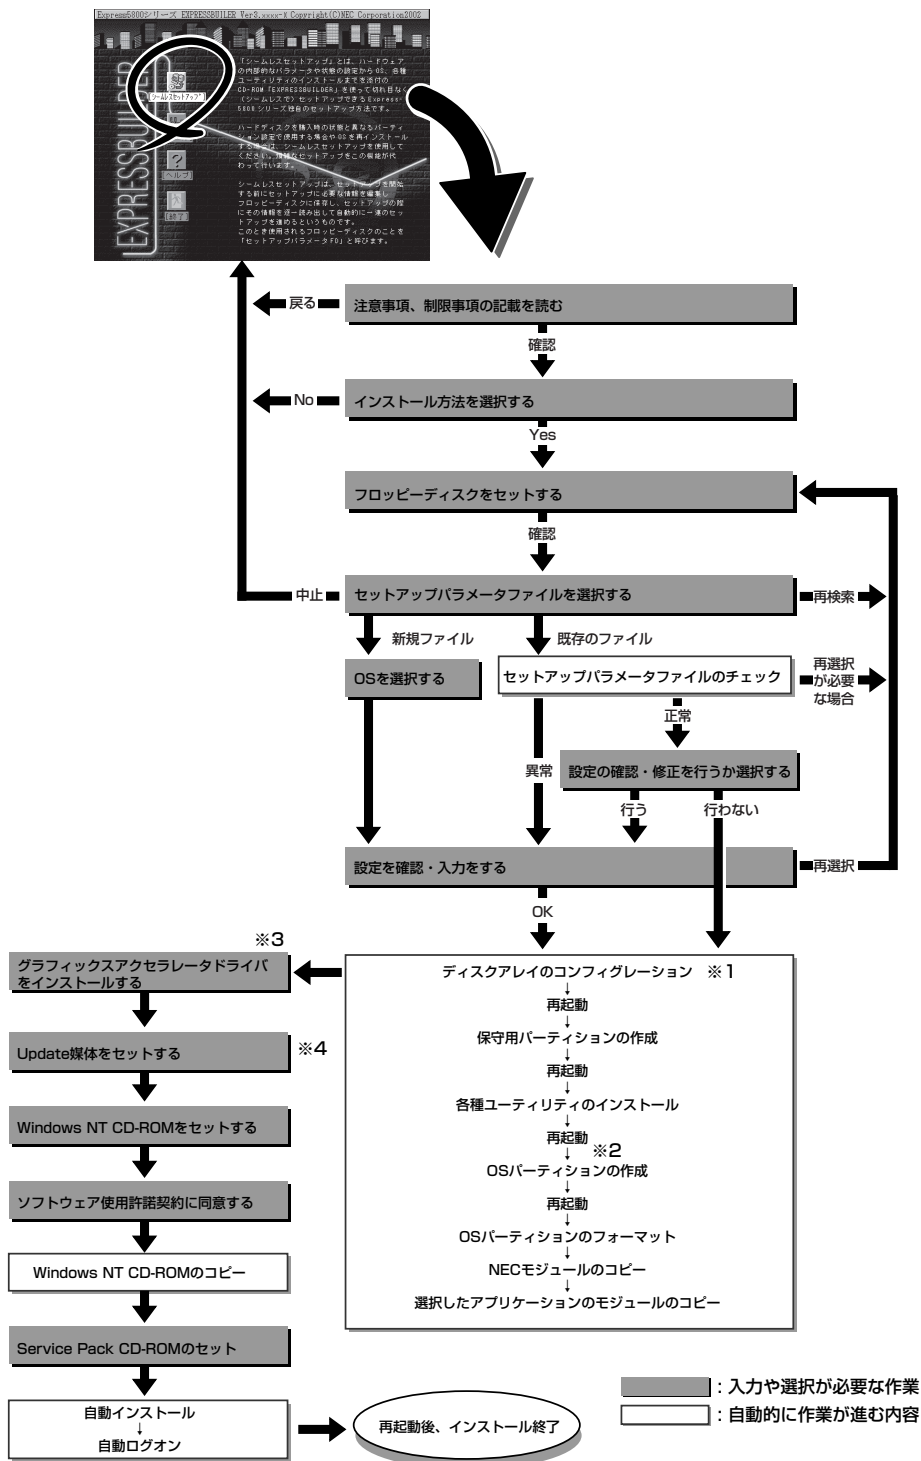 Express5800シリーズ EXPRESSBUILER Ver3.xxxx-x Copyright(C)NEC Corporation2002
EXPRESSBUILDER
[シームレスセットアップ]
?
[ヘルプ]
[終了]
「シームレスセットアップ」とは、ハードウェア
の内部的なパラメータや状態の設定から OS、各種
ユーティリティのインストールまでを添付の
CD-ROM「EXPRESSBUILDER」を使って切れ目なく
(シームレスで) セットアップできる Express-
5800 シリーズ独自のセットアップ方法です。
ハードディスクを購入時の状態と異なるパーティ
ション設定で使用する場合や OS を再インストール
する場合は、シームレスセットアップを使用して
ください。煩雑なセットアップをこの機能が代
わって行います。
シームレスセットアップは、セットアップを開始
する前にセットアップに必要な情報を編集し
フロッピーディスクに保存し、セットアップの際
にその情報を逐一読み出して自動的に一連のセッ
トアップを進めるというものです。
このとき使用されるフロッピーディスクのことを
「セットアップパラメータFD」と呼びます。
戻る
注意事項、制限事項の記載を読む
確認
No
インストール方法を選択する
Yes
フロッピーディスクをセットする
確認
中止
セットアップパラメータファイルを選択する
再検索
新規ファイル
既存のファイル
OSを選択する
セットアップパラメータファイルのチェック
再選択
が必要
な場合
正常
異常
設定の確認・修正を行うか選択する
行う
行わない
設定を確認・入力をする
再選択
OK
ディスクアレイのコンフィグレーション ※1
↓
再起動
↓
保守用パーティションの作成
↓
再起動
↓
各種ユーティリティのインストール
↓
再起動
↓ ※2
OSパーティションの作成
↓
再起動
↓
OSパーティションのフォーマット
↓
NECモジュールのコピー
↓
選択したアプリケーションのモジュールのコピー
※3
グラフィックスアクセラレータドライバ
をインストールする
Update媒体をセットする ※4
Windows NT CD-ROMをセットする
ソフトウェア使用許諾契約に同意する
Windows NT CD-ROMのコピー
Service Pack CD-ROMのセット
自動インストール
↓
自動ログオン
再起動後、インストール終了
：入力や選択が必要な作業
：自動的に作業が進む内容